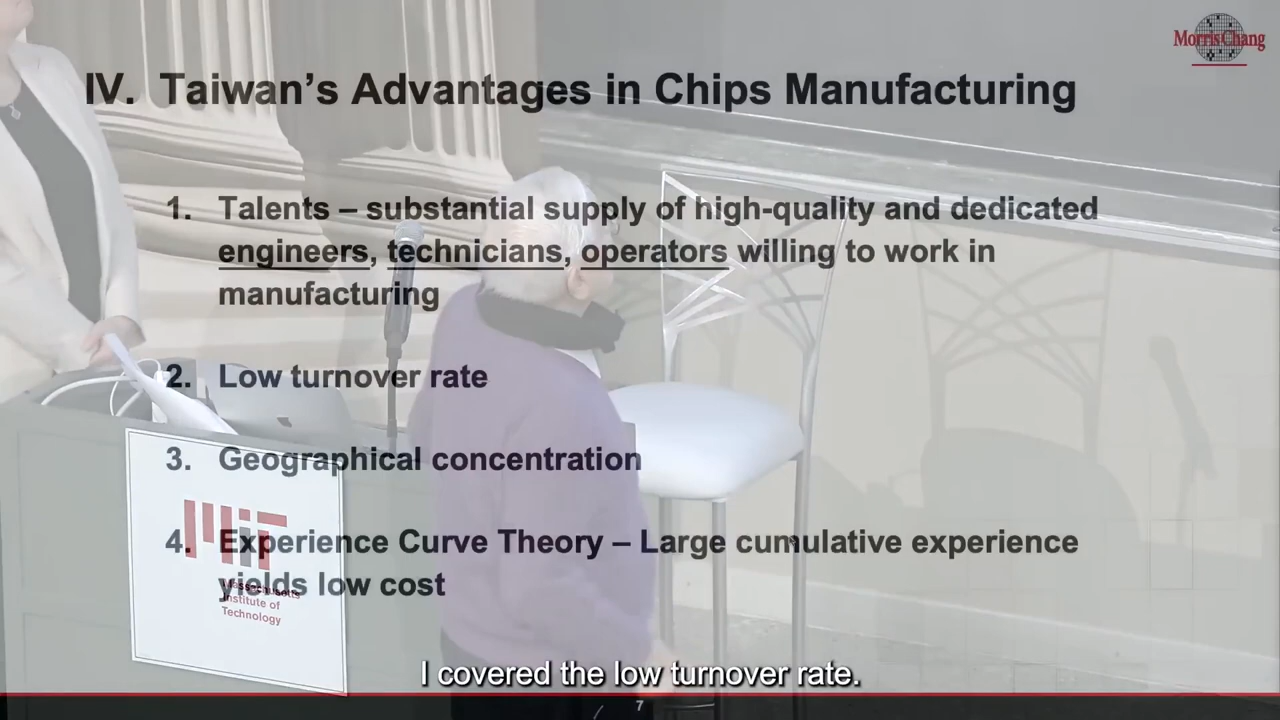 MorrisChang
IV. Taiwan's Advantages in Chips Manufacturing
1. Talents – substantial supply of high-quality and dedicated
engineers, technicians, operators willing to work in
manufacturing
2. Low turnover rate
3. Geographical concentration
4. Experience Curve Theory – Large cumulative experience
yields low cost
MIT
Massachusetts
Institute of
Technology
I covered the low turnover rate.
7